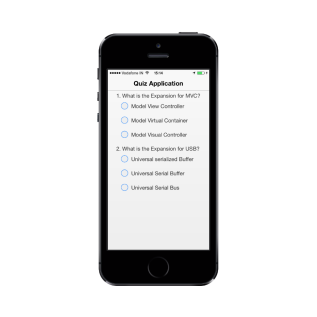 Vodafone IN 15:14
Quiz Application
1. What is the Expansion for MVC?
Model View Controller
Model Virtual Container
Model Visual Controller
2. What is the Expansion for USB?
Universal serialized Buffer
Universal Serial Buffer
Universal Serial Bus